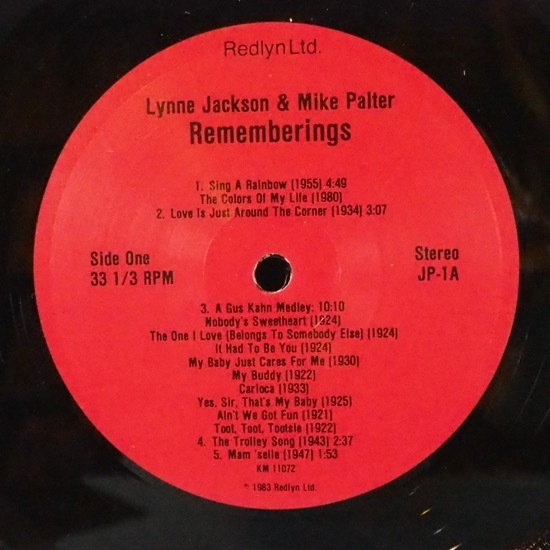 Redlyn Ltd.
Lynne Jackson & Mike Palter
Rememberings
1. Sing A Rainbow (1955) 4:49
The Colors Of My Life (1980)
2. Love Is Just Around The Corner (1934) 3:07
Side One
33 1/3 RPM
Stereo
JP-1A
3. A Gus Kahn Medley: 10:10
Nobody's Sweetheart (1924)
The One I Love (Belongs To Somebody Else) (1924)
It Had To Be You (1924)
My Baby Just Cares For Me (1930)
My Buddy (1922)
Carioca (1933)
Yes, Sir, That's My Baby (1925)
Ain't We Got Fun (1921)
Toot, Toot, Tootsie (1922)
4. The Trolley Song (1943) 2:37
5. Mam'selle (1947) 1:53
KM 11072
© 1983 Redlyn Ltd.